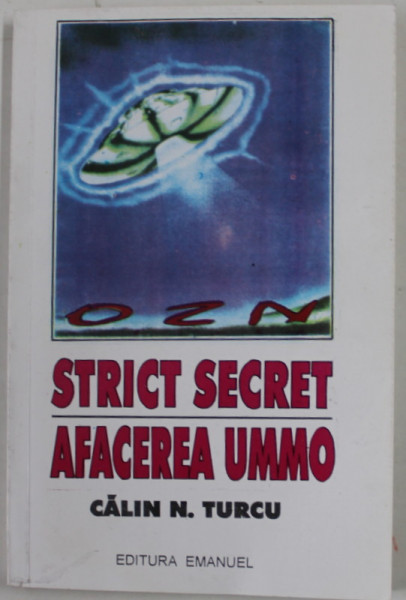 OZN
STRICT SECRET
AFACEREA UMMO
CĂLIN N. TURCU
EDITURA EMANUEL